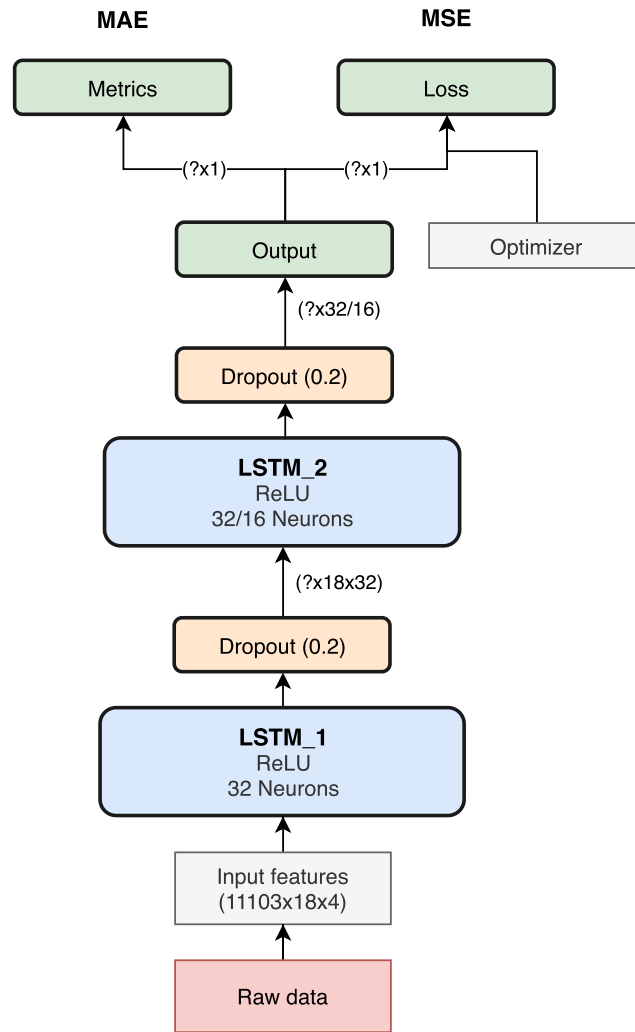 MAE
MSE
Metrics
Loss
(?x1)
(?x1)
Output
Optimizer
(?x32/16)
Dropout (0.2)
LSTM_2
ReLU
32/16 Neurons
(?x18x32)
Dropout (0.2)
LSTM_1
ReLU
32 Neurons
Input features
(11103x18x4)
Raw data